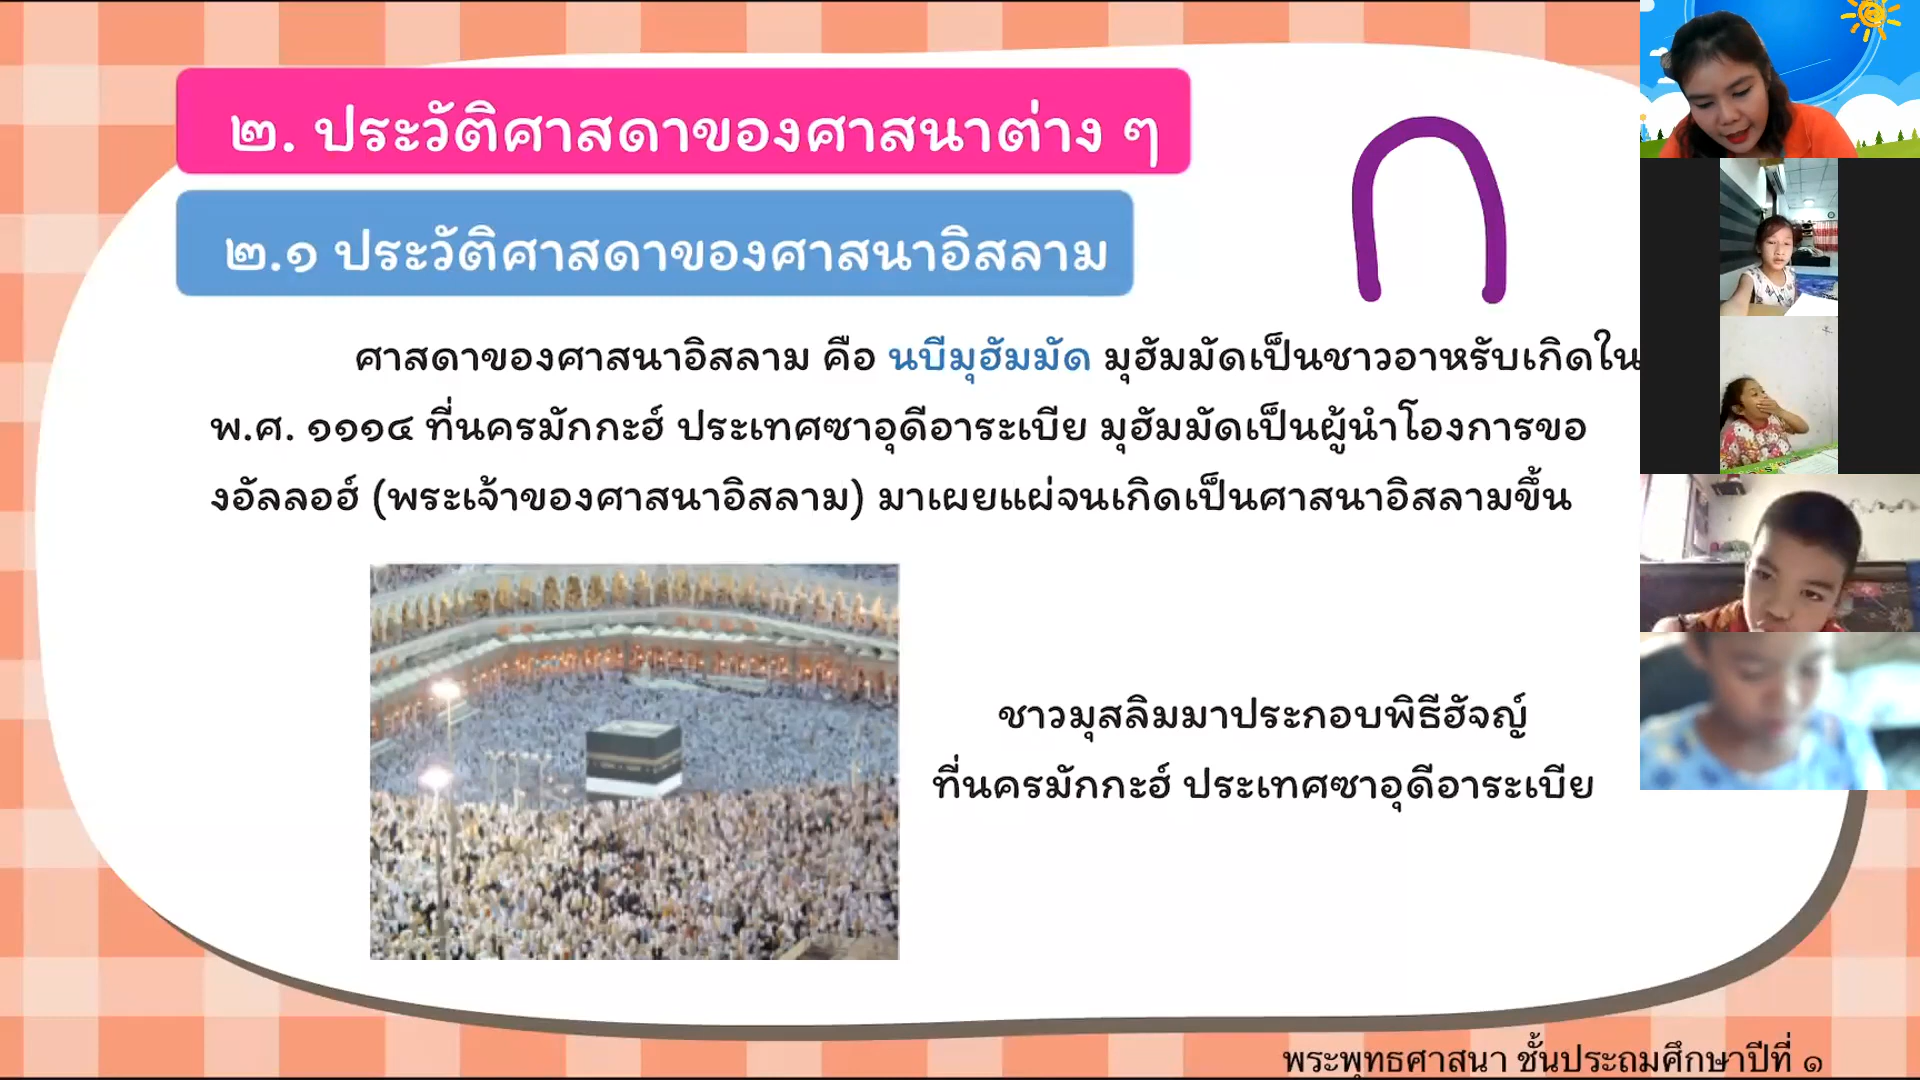 ๒. ประวัติศาสดาของศาสนาต่าง ๆ
๒.๑ ประวัติศาสดาของศาสนาอิสลาม
ศาสดาของศาสนาอิสลาม คือ นบีมุฮัมมัด มุฮัมมัดเป็นชาวอาหรับเกิดใน
พ.ศ. ๑๑๑๔ ที่นครมักกะฮ์ ประเทศซาอุดีอาระเบีย มุฮัมมัดเป็นผู้นำโองการขอ
งอัลลอฮ์ (พระเจ้าของศาสนาอิสลาม) มาเผยแผ่จนเกิดเป็นศาสนาอิสลามขึ้น
ชาวมุสลิมมาประกอบพิธีฮัจญ์
ที่นครมักกะฮ์ ประเทศซาอุดีอาระเบีย
พระพุทธศาสนา ชั้นประถมศึกษาปีที่ ๑